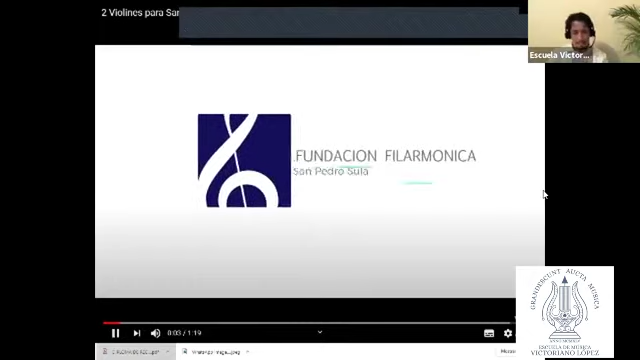 2 Violines para San
Escuela Victor...
FUNDACION FILARMONICA
San Pedro Sula
GRANDESCUNT AUCTA MUSICA
ESCUELA DE MÚSICA
VICTORIANO LÓPEZ
0:03 / 1:19